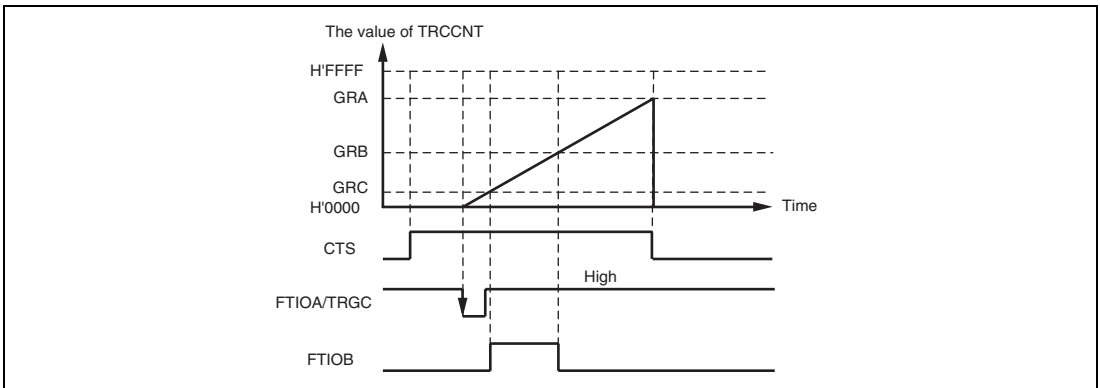 The value of TRCCNT
H'FFFF
GRA
GRB
GRC
H'0000
Time
CTS
High
FTIOA/TRGC
FTIOB